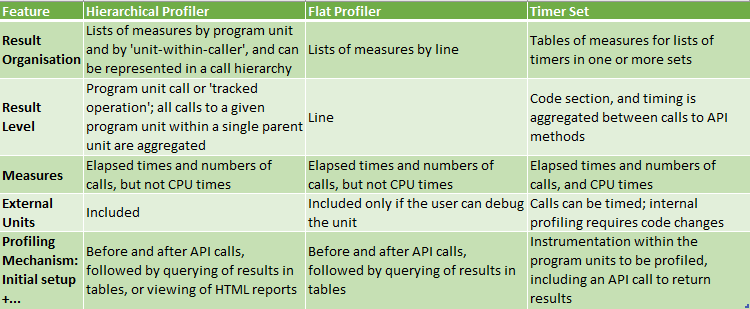 Feature Hierarchical Profiler Flat Profiler Timer Set
Result
Organisation
Lists of measures by program unit
and by 'unit-within-caller', and can
be represented in a call hierarchy
Lists of measures by line
Tables of measures for lists of
timers in one or more sets
Result
Level
Program unit call or 'tracked
operation'; all calls to a given
program unit within a single parent
unit are aggregated
Line
Code section, and timing is
aggregated between calls to API
methods
Measures
Elapsed times and numbers of
calls, but not CPU times
Elapsed times and numbers of
calls, but not CPU times
Elapsed times and numbers of
calls, and CPU times
External
Units
Included
Included only if the user can debug
the unit
Calls can be timed; internal
profiling requires code changes
Profiling
Mechanism:
Initial setup
+...
Before and after API calls,
followed by querying of results in
tables, or viewing of HTML reports
Before and after API calls,
followed by querying of results in
tables
Instrumentation within the
program units to be profiled,
including an API call to return
results